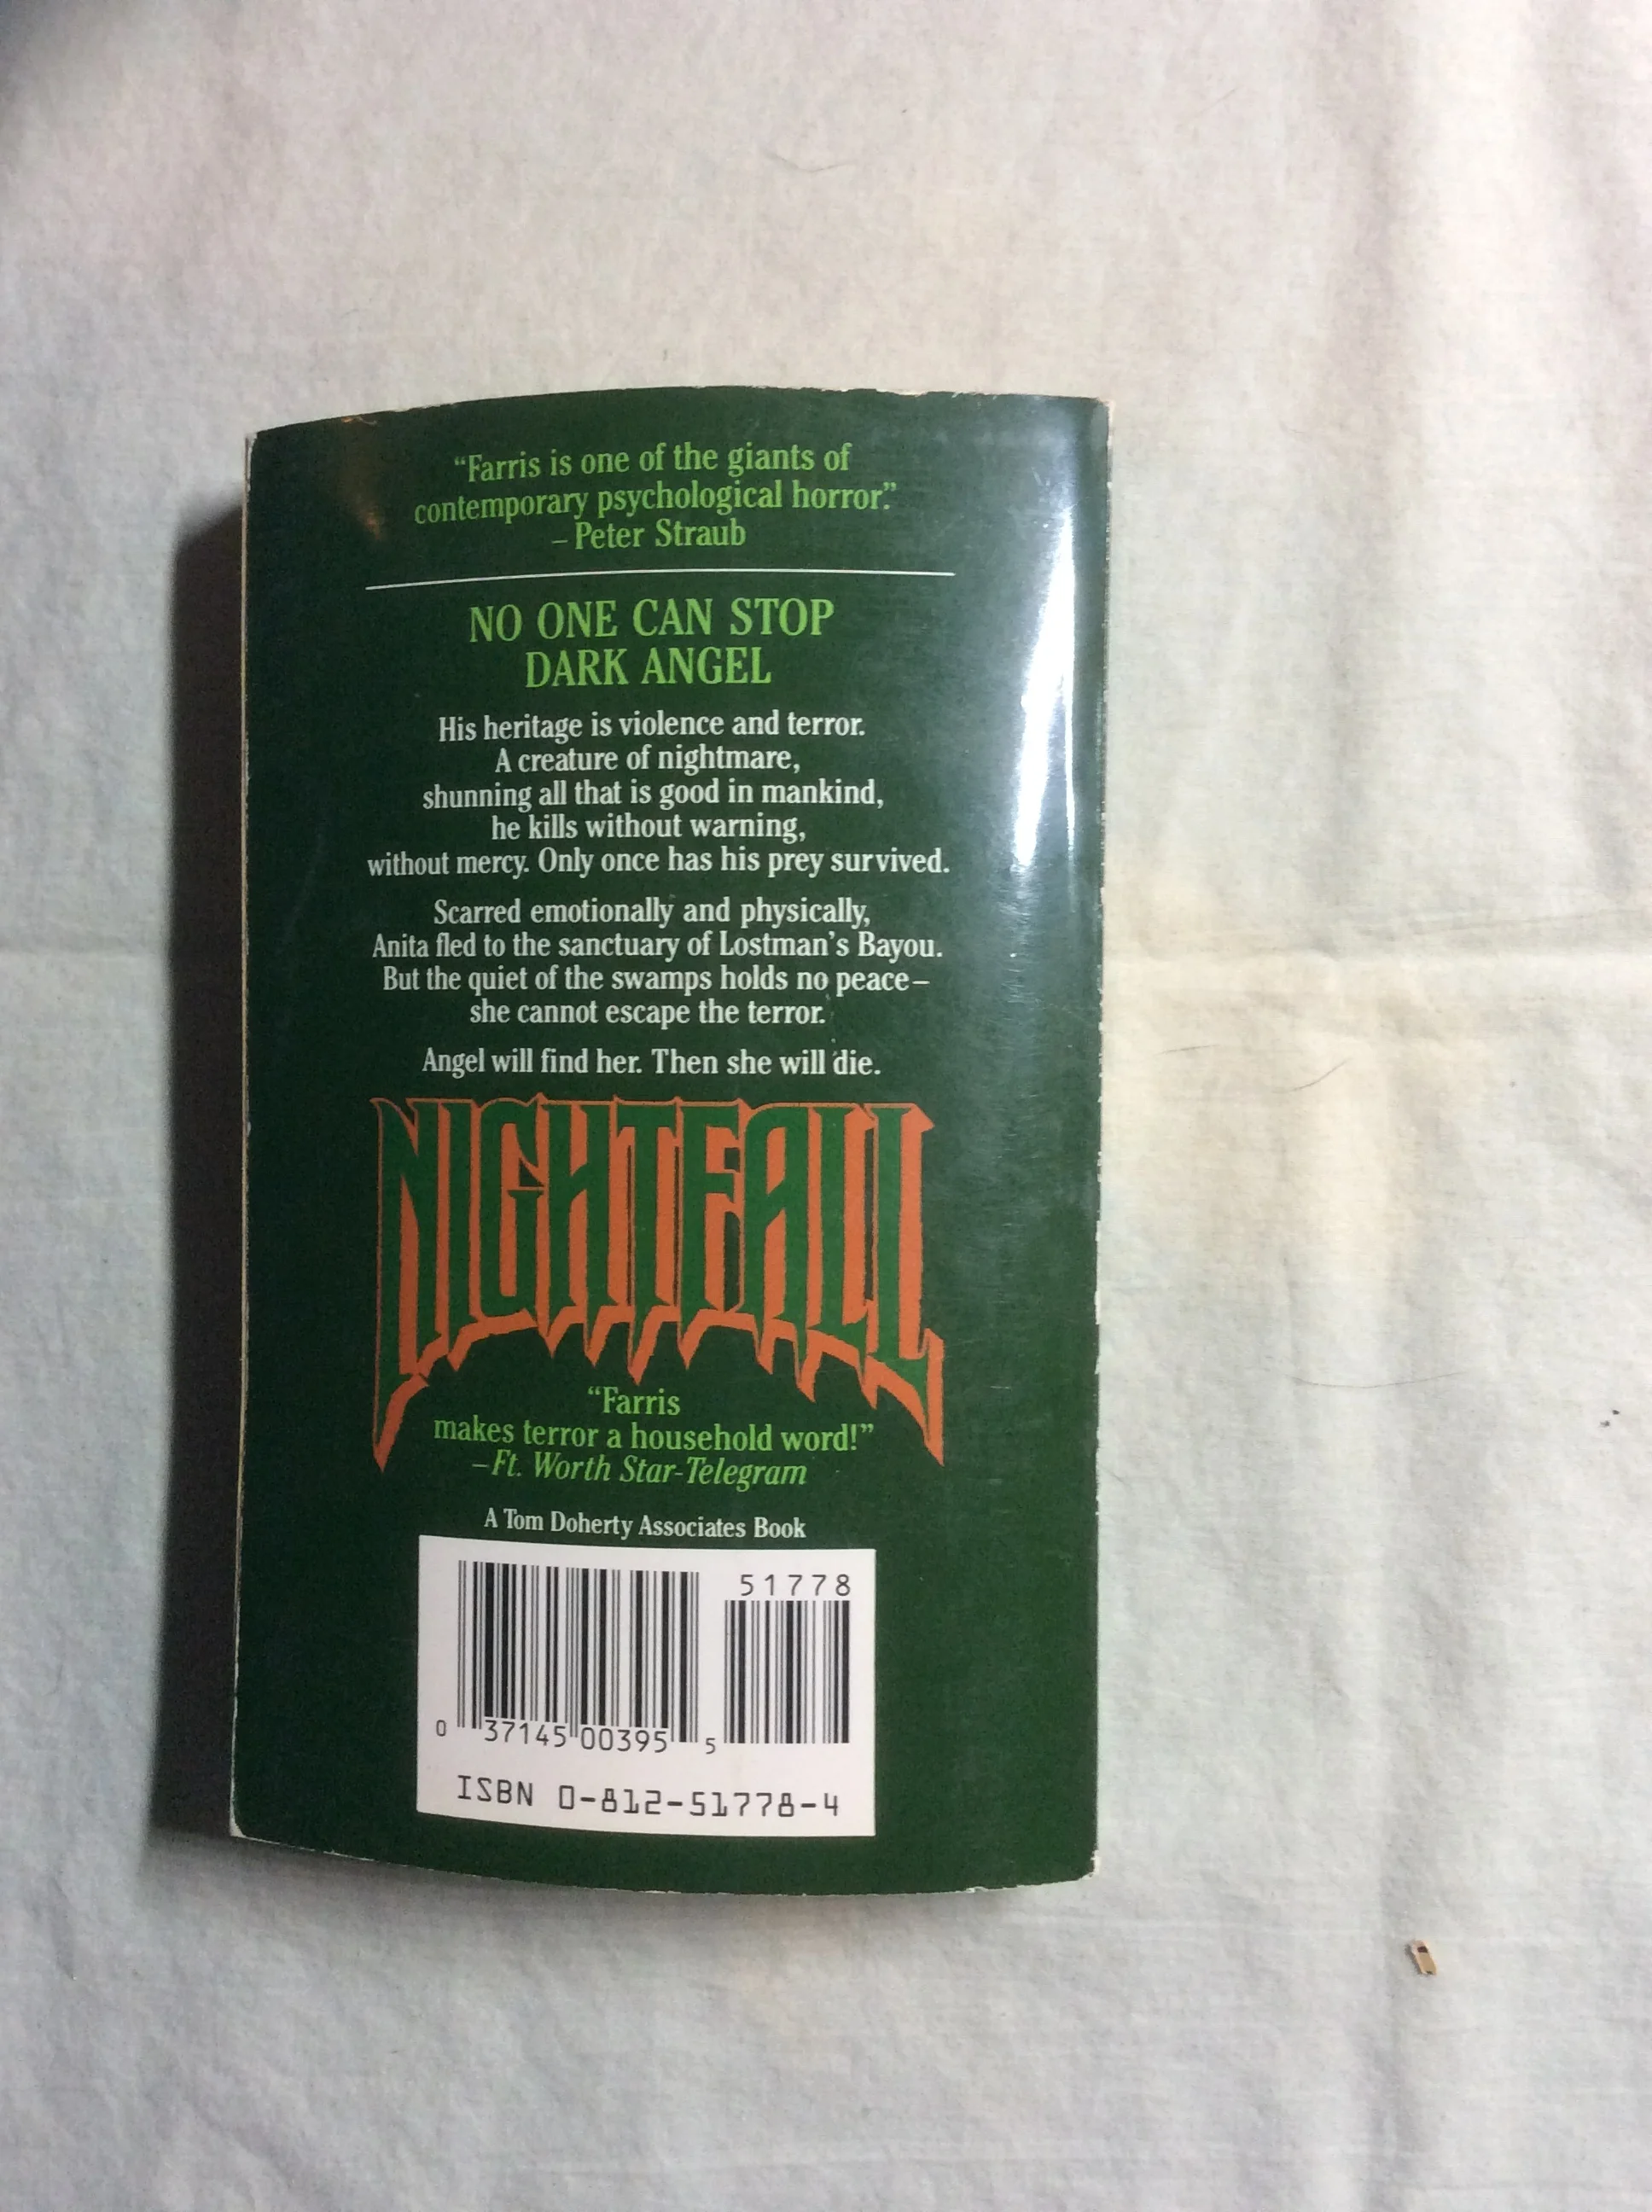 “Farris is one of the giants of
contemporary psychological horror.”
– Peter Straub
NO ONE CAN STOP
DARK ANGEL
His heritage is violence and terror.
A creature of nightmare,
shunning all that is good in mankind,
he kills without warning,
without mercy. Only once has his prey survived.
Scarred emotionally and physically,
Anita fled to the sanctuary of Lostman’s Bayou.
But the quiet of the swamps holds no peace–
she cannot escape the terror.
Angel will find her. Then she will die.
NIGHTFALL
“Farris
makes terror a household word!”
–Ft. Worth Star-Telegram
A Tom Doherty Associates Book
51778
0 37145 00395 5
ISBN 0-812-51778-4